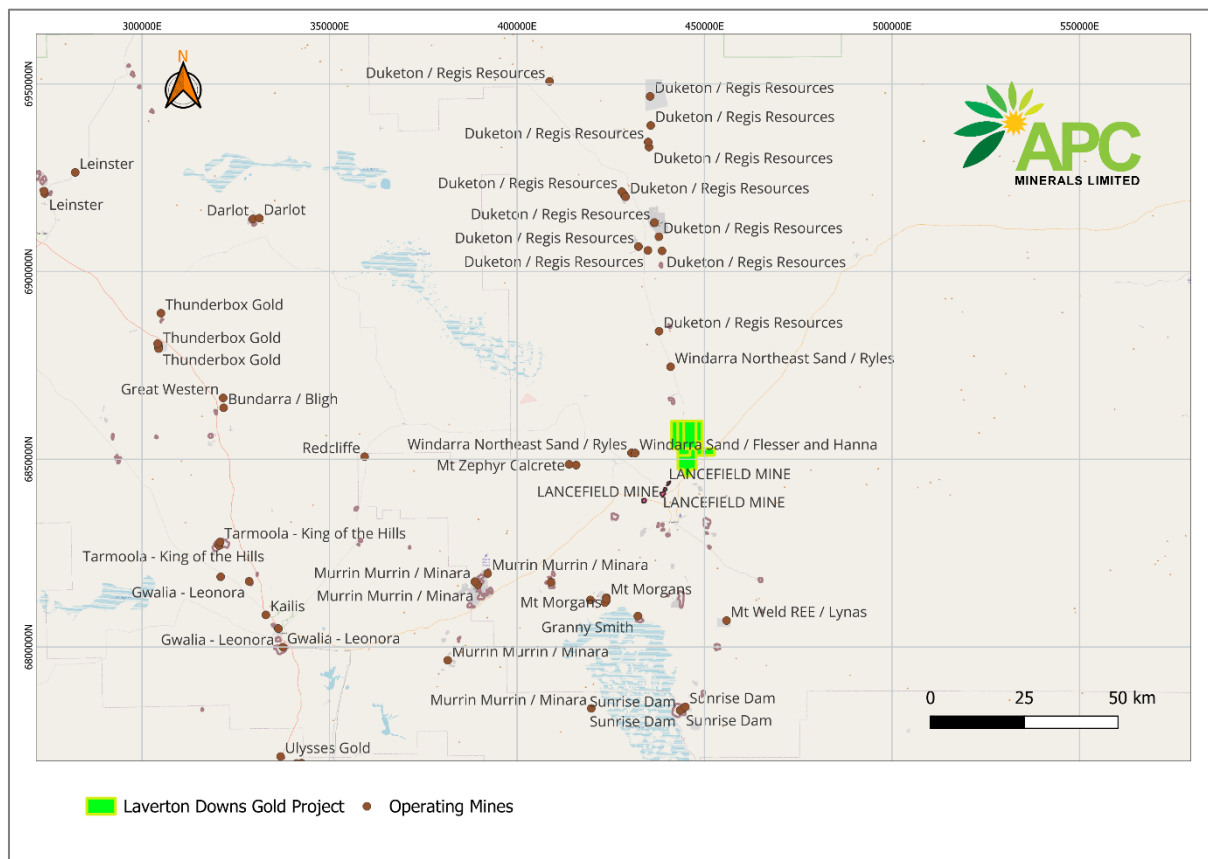 300000E 350000E 400000E 450000E 500000E 550000E
6950000N
6900000N
6850000N
6800000N
N
Duketon / Regis Resources
Duketon / Regis Resources
Duketon / Regis Resources
Duketon / Regis Resources
Duketon / Regis Resources
APC
MINERALS LIMITED
Leinster
Leinster
Darlot
Darlot
Duketon / Regis Resources
Duketon / Regis Resources
Duketon / Regis Resources
Duketon / Regis Resources
Duketon / Regis Resources
Duketon / Regis Resources
Duketon / Regis Resources
Thunderbox Gold
Duketon / Regis Resources
Thunderbox Gold
Thunderbox Gold
Windarra Northeast Sand / Ryles
Great Western
Bundarra / Bligh
Redcliffe
Windarra Northeast Sand / Ryles
Windarra Sand / Flesser and Hanna
Mt Zephyr Calcrete
LANCEFIELD MINE
LANCEFIELD MINE
LANCEFIELD MINE
Tarmoola - King of the Hills
Tarmoola - King of the Hills
Murrin Murrin / Minara
Murrin Murrin / Minara
Murrin Murrin / Minara
Gwalia - Leonora
Mt Morgans
Mt Morgans
Kailis
Mt Weld REE / Lynas
Granny Smith
Gwalia - Leonora
Gwalia - Leonora
Murrin Murrin / Minara
Murrin Murrin / Minara
Sunrise Dam
Sunrise Dam
Sunrise Dam
Sunrise Dam
0 25 50 km
Ulysses Gold
Laverton Downs Gold Project
Operating Mines